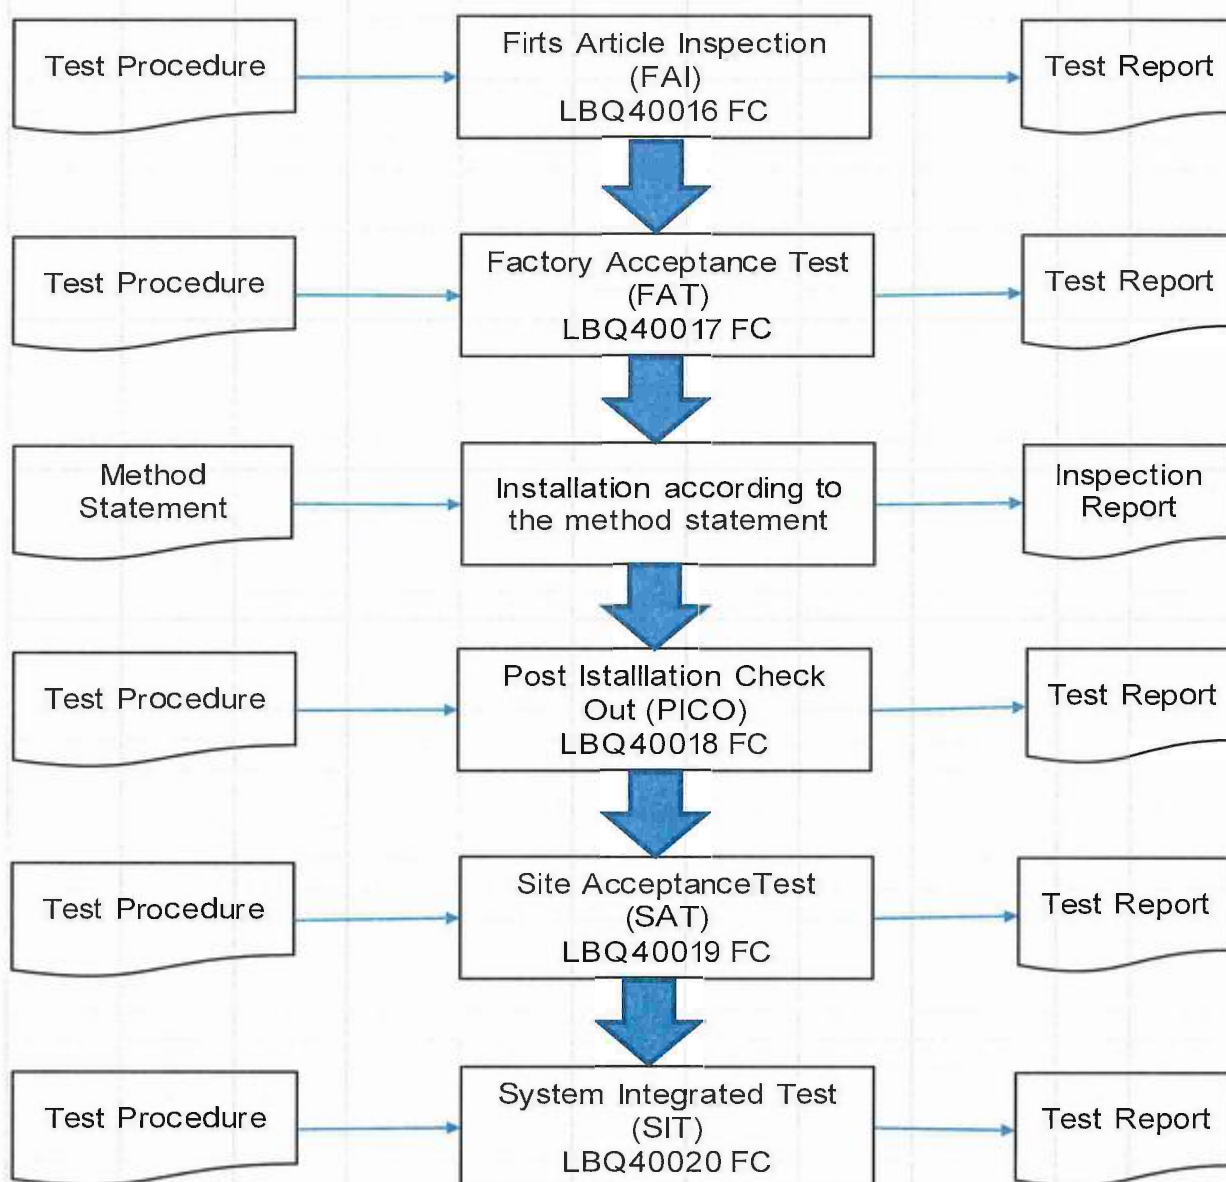 Test Procedure
Firts Article Inspection
(FAI)
LBQ40016 FC
Test Report
Test Procedure
Factory Acceptance Test
(FAT)
LBQ40017 FC
Test Report
Method
Statement
Installation according to
the method statement
Inspection
Report
Test Procedure
Post Istalllation Check
Out (PICO)
LBQ40018 FC
Test Report
Test Procedure
Site AcceptanceTest
(SAT)
LBQ40019 FC
Test Report
Test Procedure
System Integrated Test
(SIT)
LBQ40020 FC
Test Report